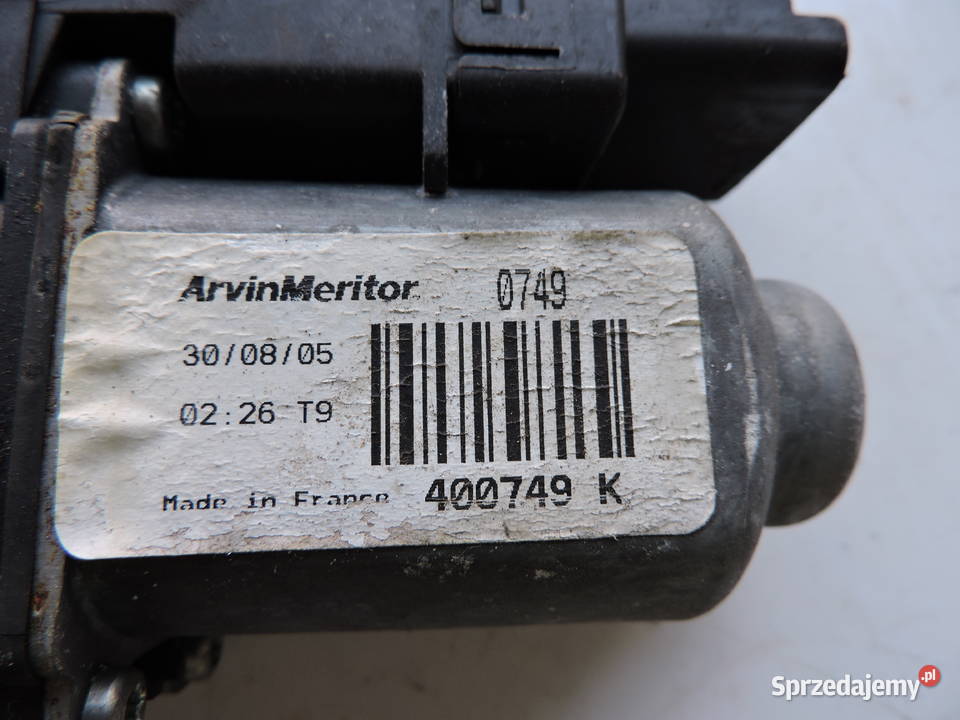 ArvinMeritor 0749
30/08/05
02:26 T9
Made in France 400749 K
Sprzedajemy.pl